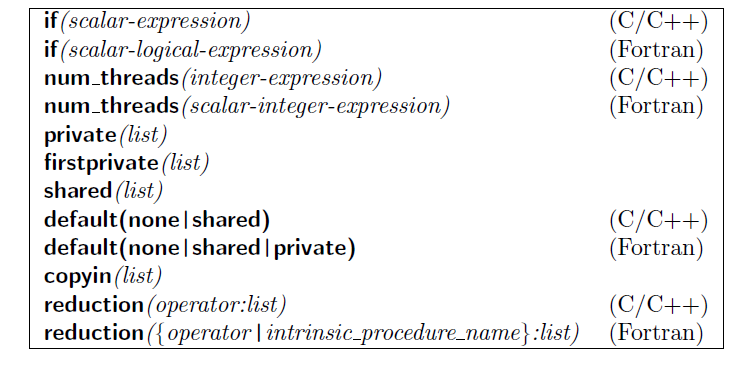 if(scalar-expression) (C/C++)
if(scalar-logical-expression) (Fortran)
num_threads(integer-expression) (C/C++)
num_threads(scalar-integer-expression) (Fortran)
private(list)
firstprivate(list)
shared(list)
default(none|shared) (C/C++)
default(none|shared|private) (Fortran)
copyin(list)
reduction(operator:list) (C/C++)
reduction({operator|intrinsic_procedure_name}:list) (Fortran)